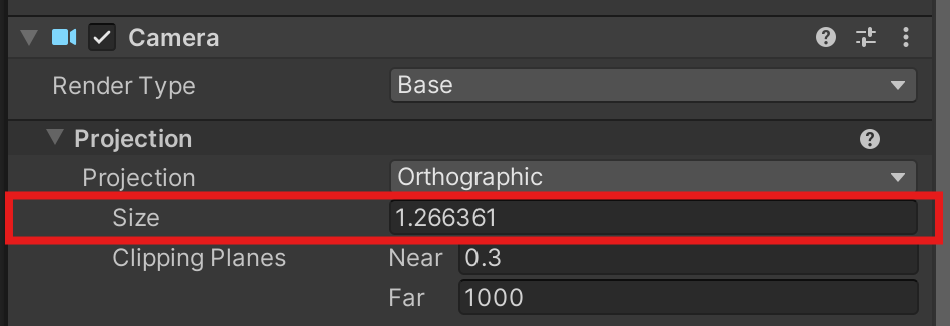 Camera
Render Type Base
Projection
Projection Orthographic
Size 1.266361
Clipping Planes Near 0.3
Far 1000